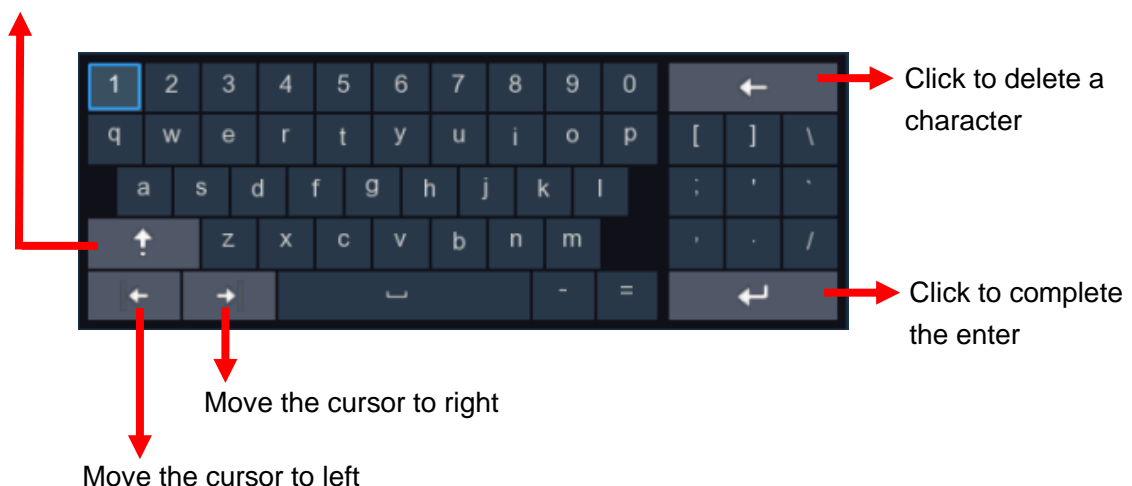 1 2 3 4 5 6 7 8 9 0
Click to delete a
character
q w e r t y u i o p [ ] \
a s d f g h j k l ; ' `
z x c v b n m , . /
- =
Click to complete
the enter
Move the cursor to right
Move the cursor to left